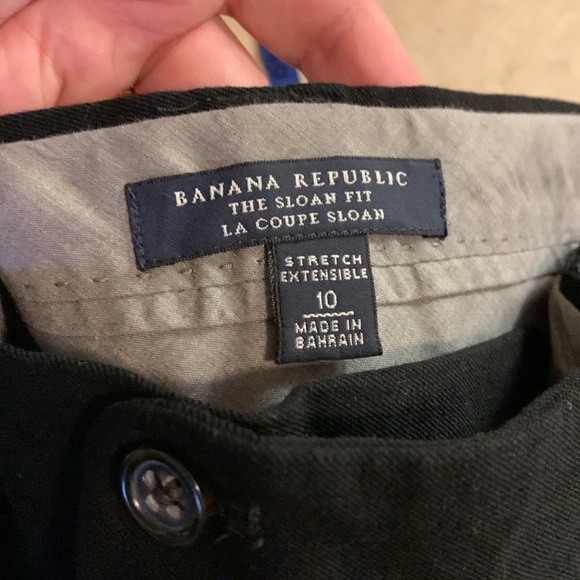 BANANA REPUBLIC
THE SLOAN FIT
LA COUPE SLOAN
STRETCH
EXTENSIBLE
10
MADE IN
BAHRAIN